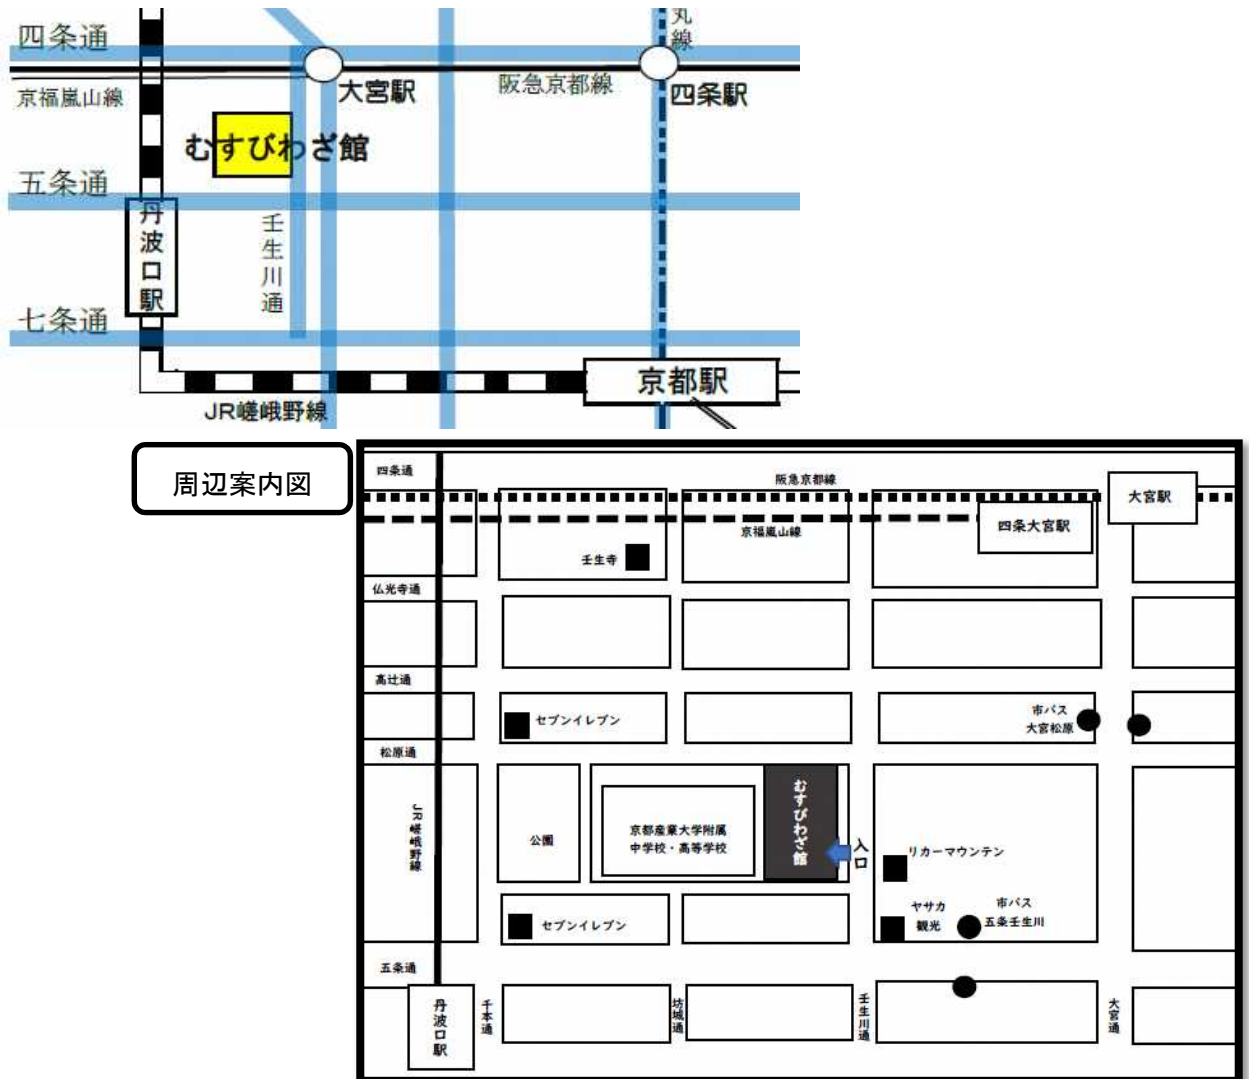 丸線
四条通
京福嵐山線
大宮駅
阪急京都線
四条駅
むすびわざ館
五条通
丹波口駅
壬生川通
七条通
京都駅
JR嵯峨野線
周辺案内図
四条通
阪急京都線
大宮駅
京福嵐山線
四条大宮駅
壬生寺
仏光寺通
高辻通
セブンイレブン
市バス
大宮松原
松原通
JR嵯峨野線
公園
京都産業大学附属
中学校・高等学校
むすびわざ館
入口
リカーマウンテン
セブンイレブン
ヤサカ
観光
市バス
五条壬生川
五条通
丹波口駅
千本通
坊城通
壬生川通
大宮通